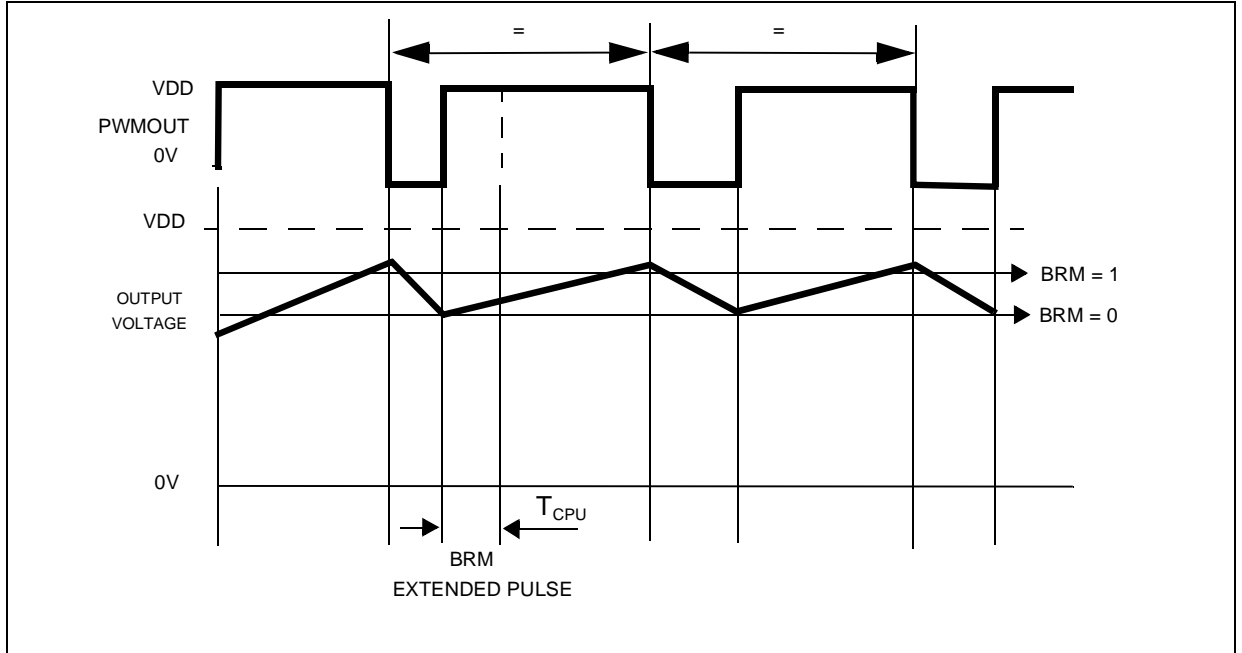 = =
VDD
PWMOUT
0V
VDD
BRM = 1
OUTPUT
VOLTAGE
BRM = 0
0V
TCPU
BRM
EXTENDED PULSE